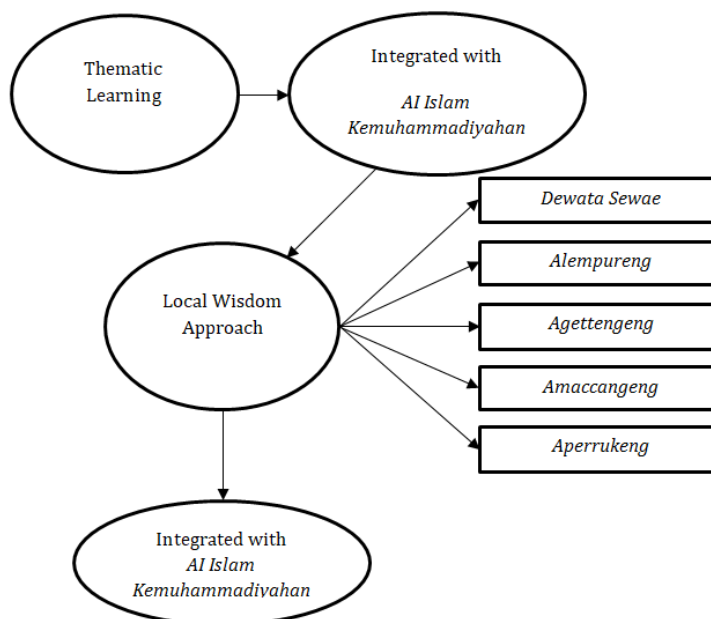 Thematic
Learning
Integrated with
AI Islam
Kemuhammadiyahan
Dewata Sewae
Alempureng
Local Wisdom
Approach
Agettengeng
Amaccangeng
Aperrukeng
Integrated with
AI Islam
Kemuhammadiyahan